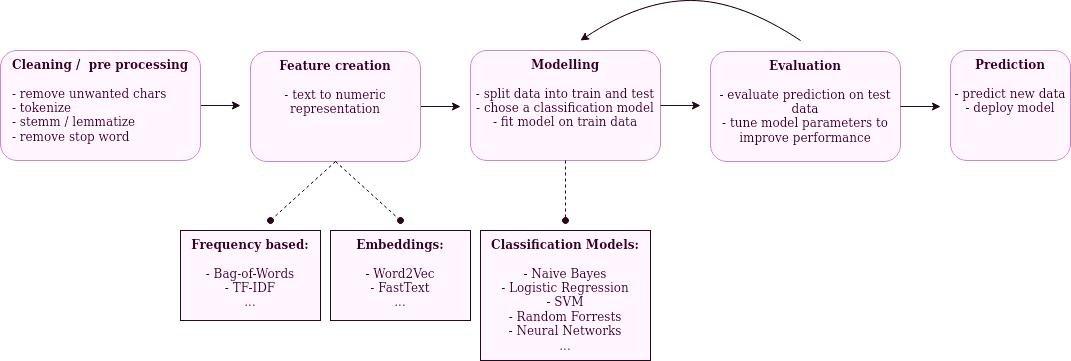 Cleaning / pre processing
- remove unwanted chars
- tokenize
- stemm / lemmatize
- remove stop word
Feature creation
- text to numeric
representation
Modelling
- split data into train and test
- chose a classification model
- fit model on train data
Evaluation
- evaluate prediction on test
data
- tune model parameters to
improve performance
Prediction
- predict new data
- deploy model
Frequency based:
- Bag-of-Words
- TF-IDF
...
Embeddings:
- Word2Vec
- FastText
...
Classification Models:
- Naive Bayes
- Logistic Regression
- SVM
- Random Forrests
- Neural Networks
...